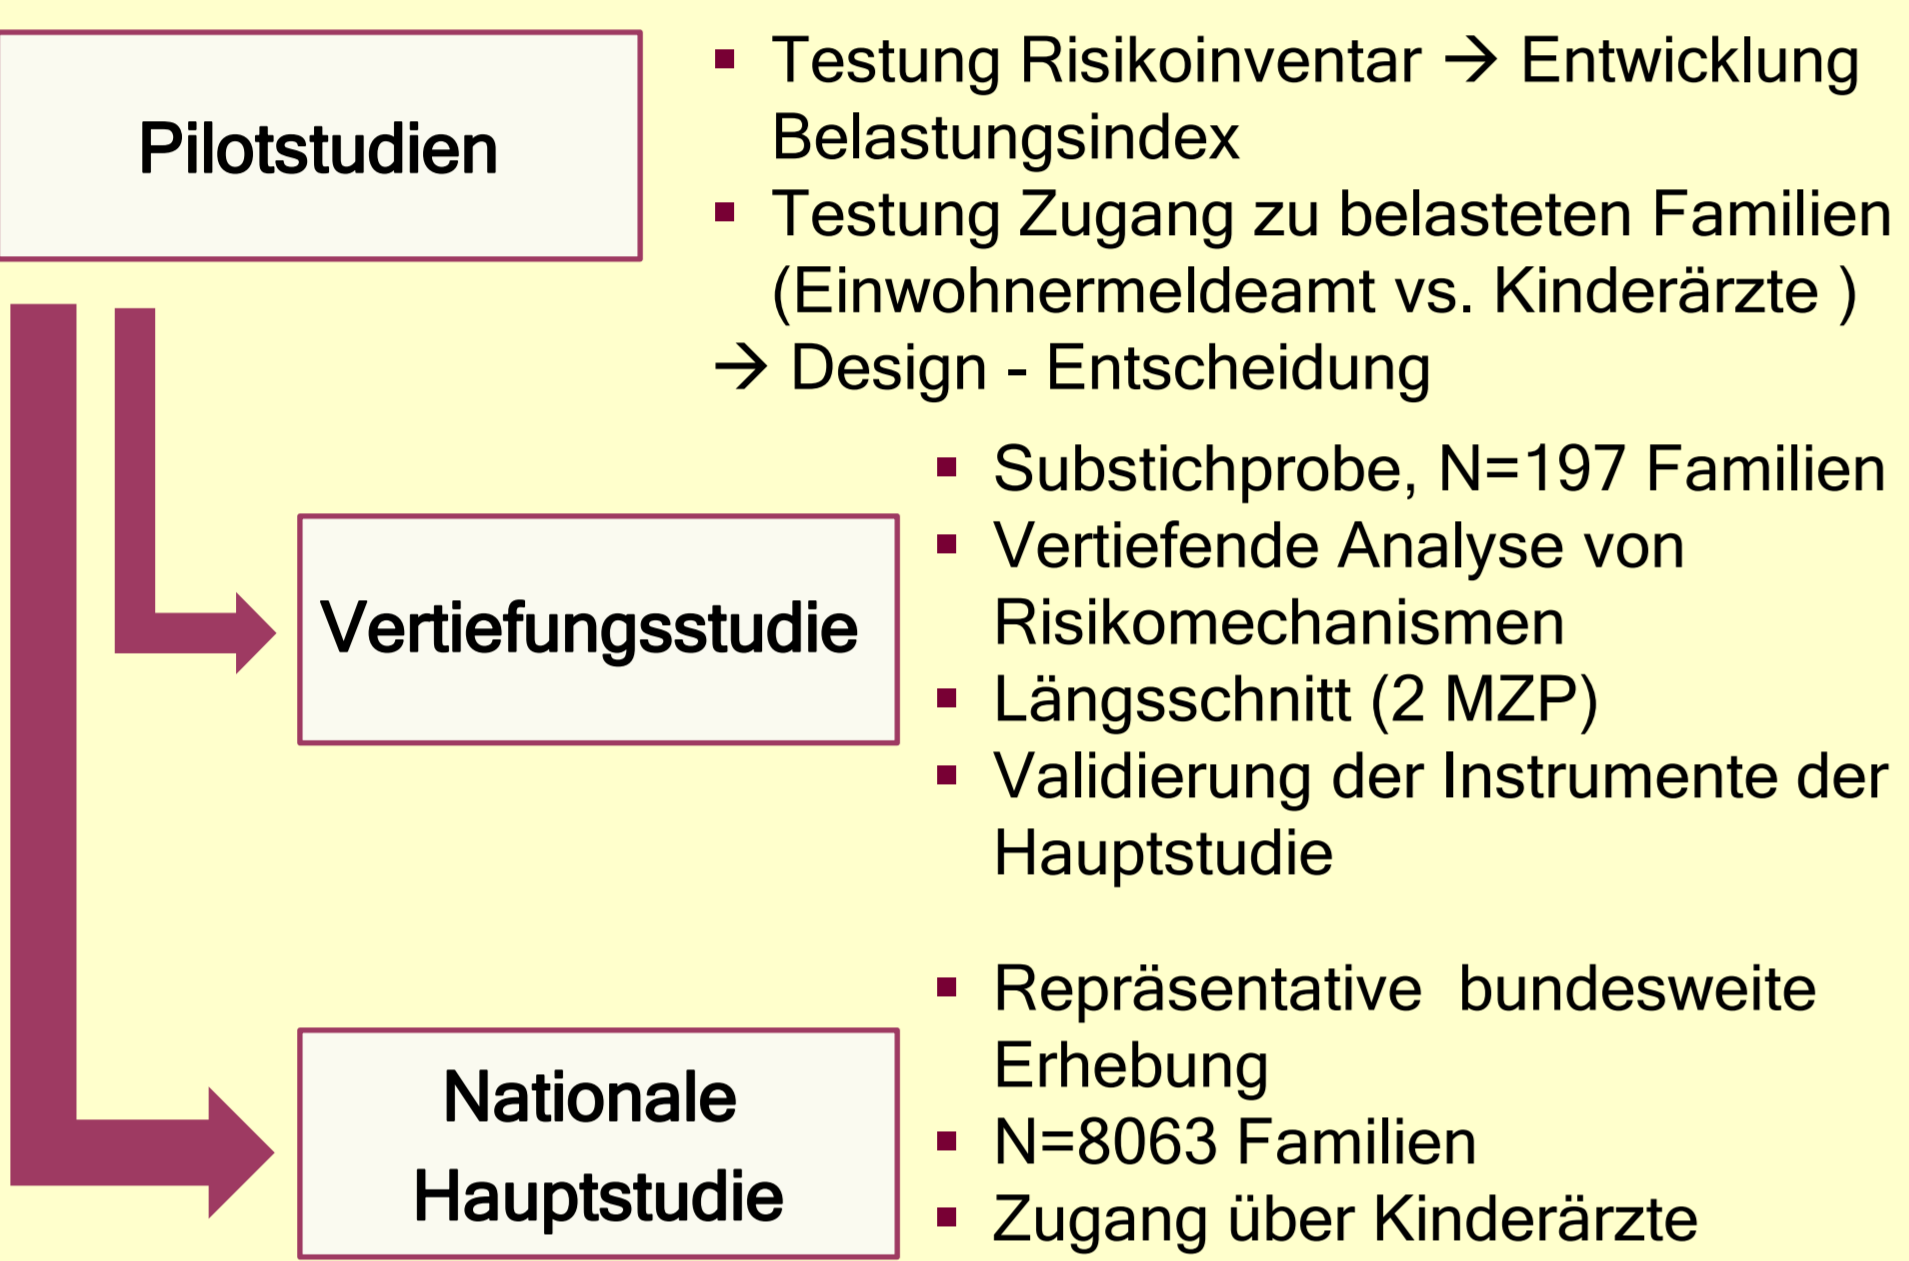 Pilotstudien
▪ Testung Risikoinventar → Entwicklung
Belastungsindex
▪ Testung Zugang zu belasteten Familien
(Einwohnermeldeamt vs. Kinderärzte )
→ Design - Entscheidung
Vertiefungsstudie
▪ Substichprobe, N=197 Familien
▪ Vertiefende Analyse von
Risikomechanismen
▪ Längsschnitt (2 MZP)
▪ Validierung der Instrumente der
Hauptstudie
Nationale
Hauptstudie
▪ Repräsentative bundesweite
Erhebung
▪ N=8063 Familien
▪ Zugang über Kinderärzte